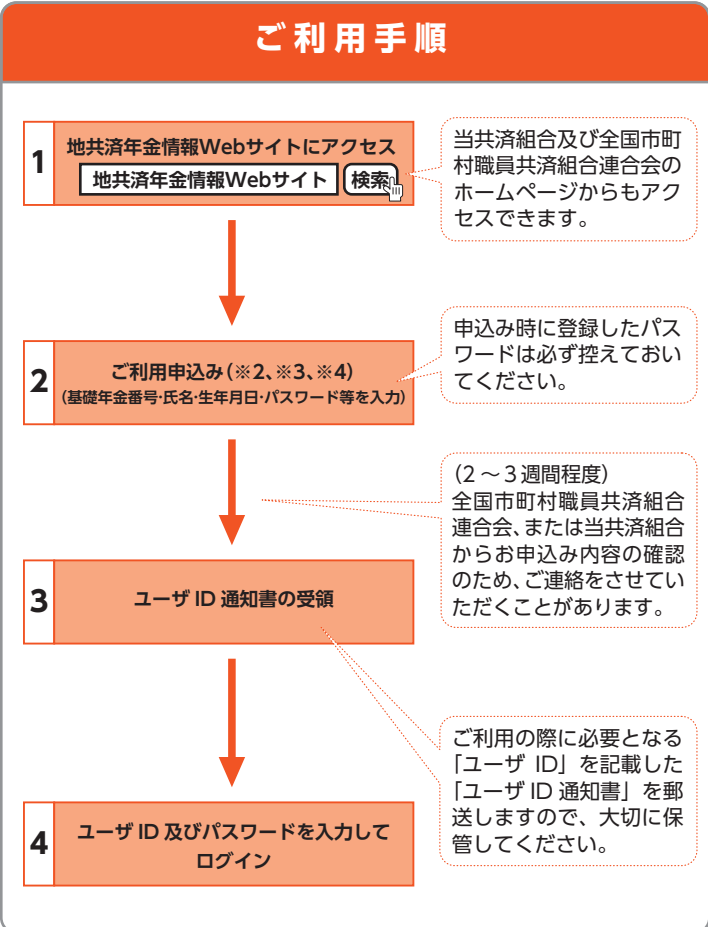 ご利用手順
1
地共済年金情報Webサイトにアクセス
地共済年金情報Webサイト 検索
当共済組合及び全国市町
村職員共済組合連合会の
ホームページからもアク
セスできます。
2
ご利用申込み(※2、※3、※4)
(基礎年金番号・氏名・生年月日・パスワード等を入力)
申込み時に登録したパス
ワードは必ず控えておい
てください。
(2～3週間程度)
全国市町村職員共済組合
連合会、または当共済組合
からお申込み内容の確認
のため、ご連絡をさせてい
ただくことがあります。
3
ユーザ ID 通知書の受領
ご利用の際に必要となる
「ユーザ ID」を記載した
「ユーザ ID 通知書」を郵
送しますので、大切に保
管してください。
4
ユーザ ID 及びパスワードを入力して
ログイン